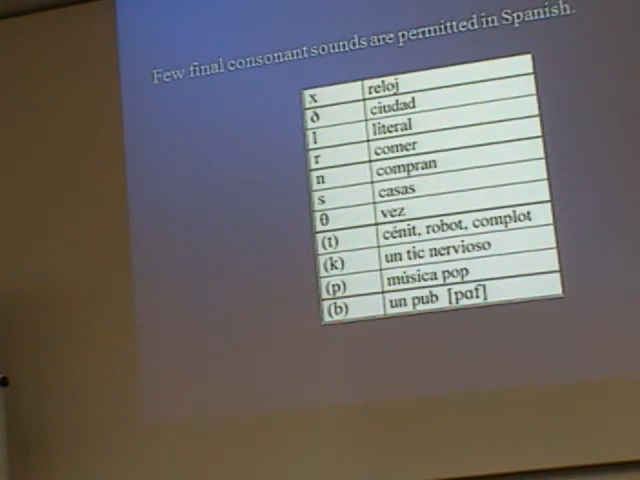 Few final consonant sounds are permitted in Spanish.
x reloj
ð ciudad
l literal
r comer
n compran
s casas
θ vez
(t) cénit, robot, complot
(k) un tic nervioso
(p) música pop
(b) un pub [pɑf]